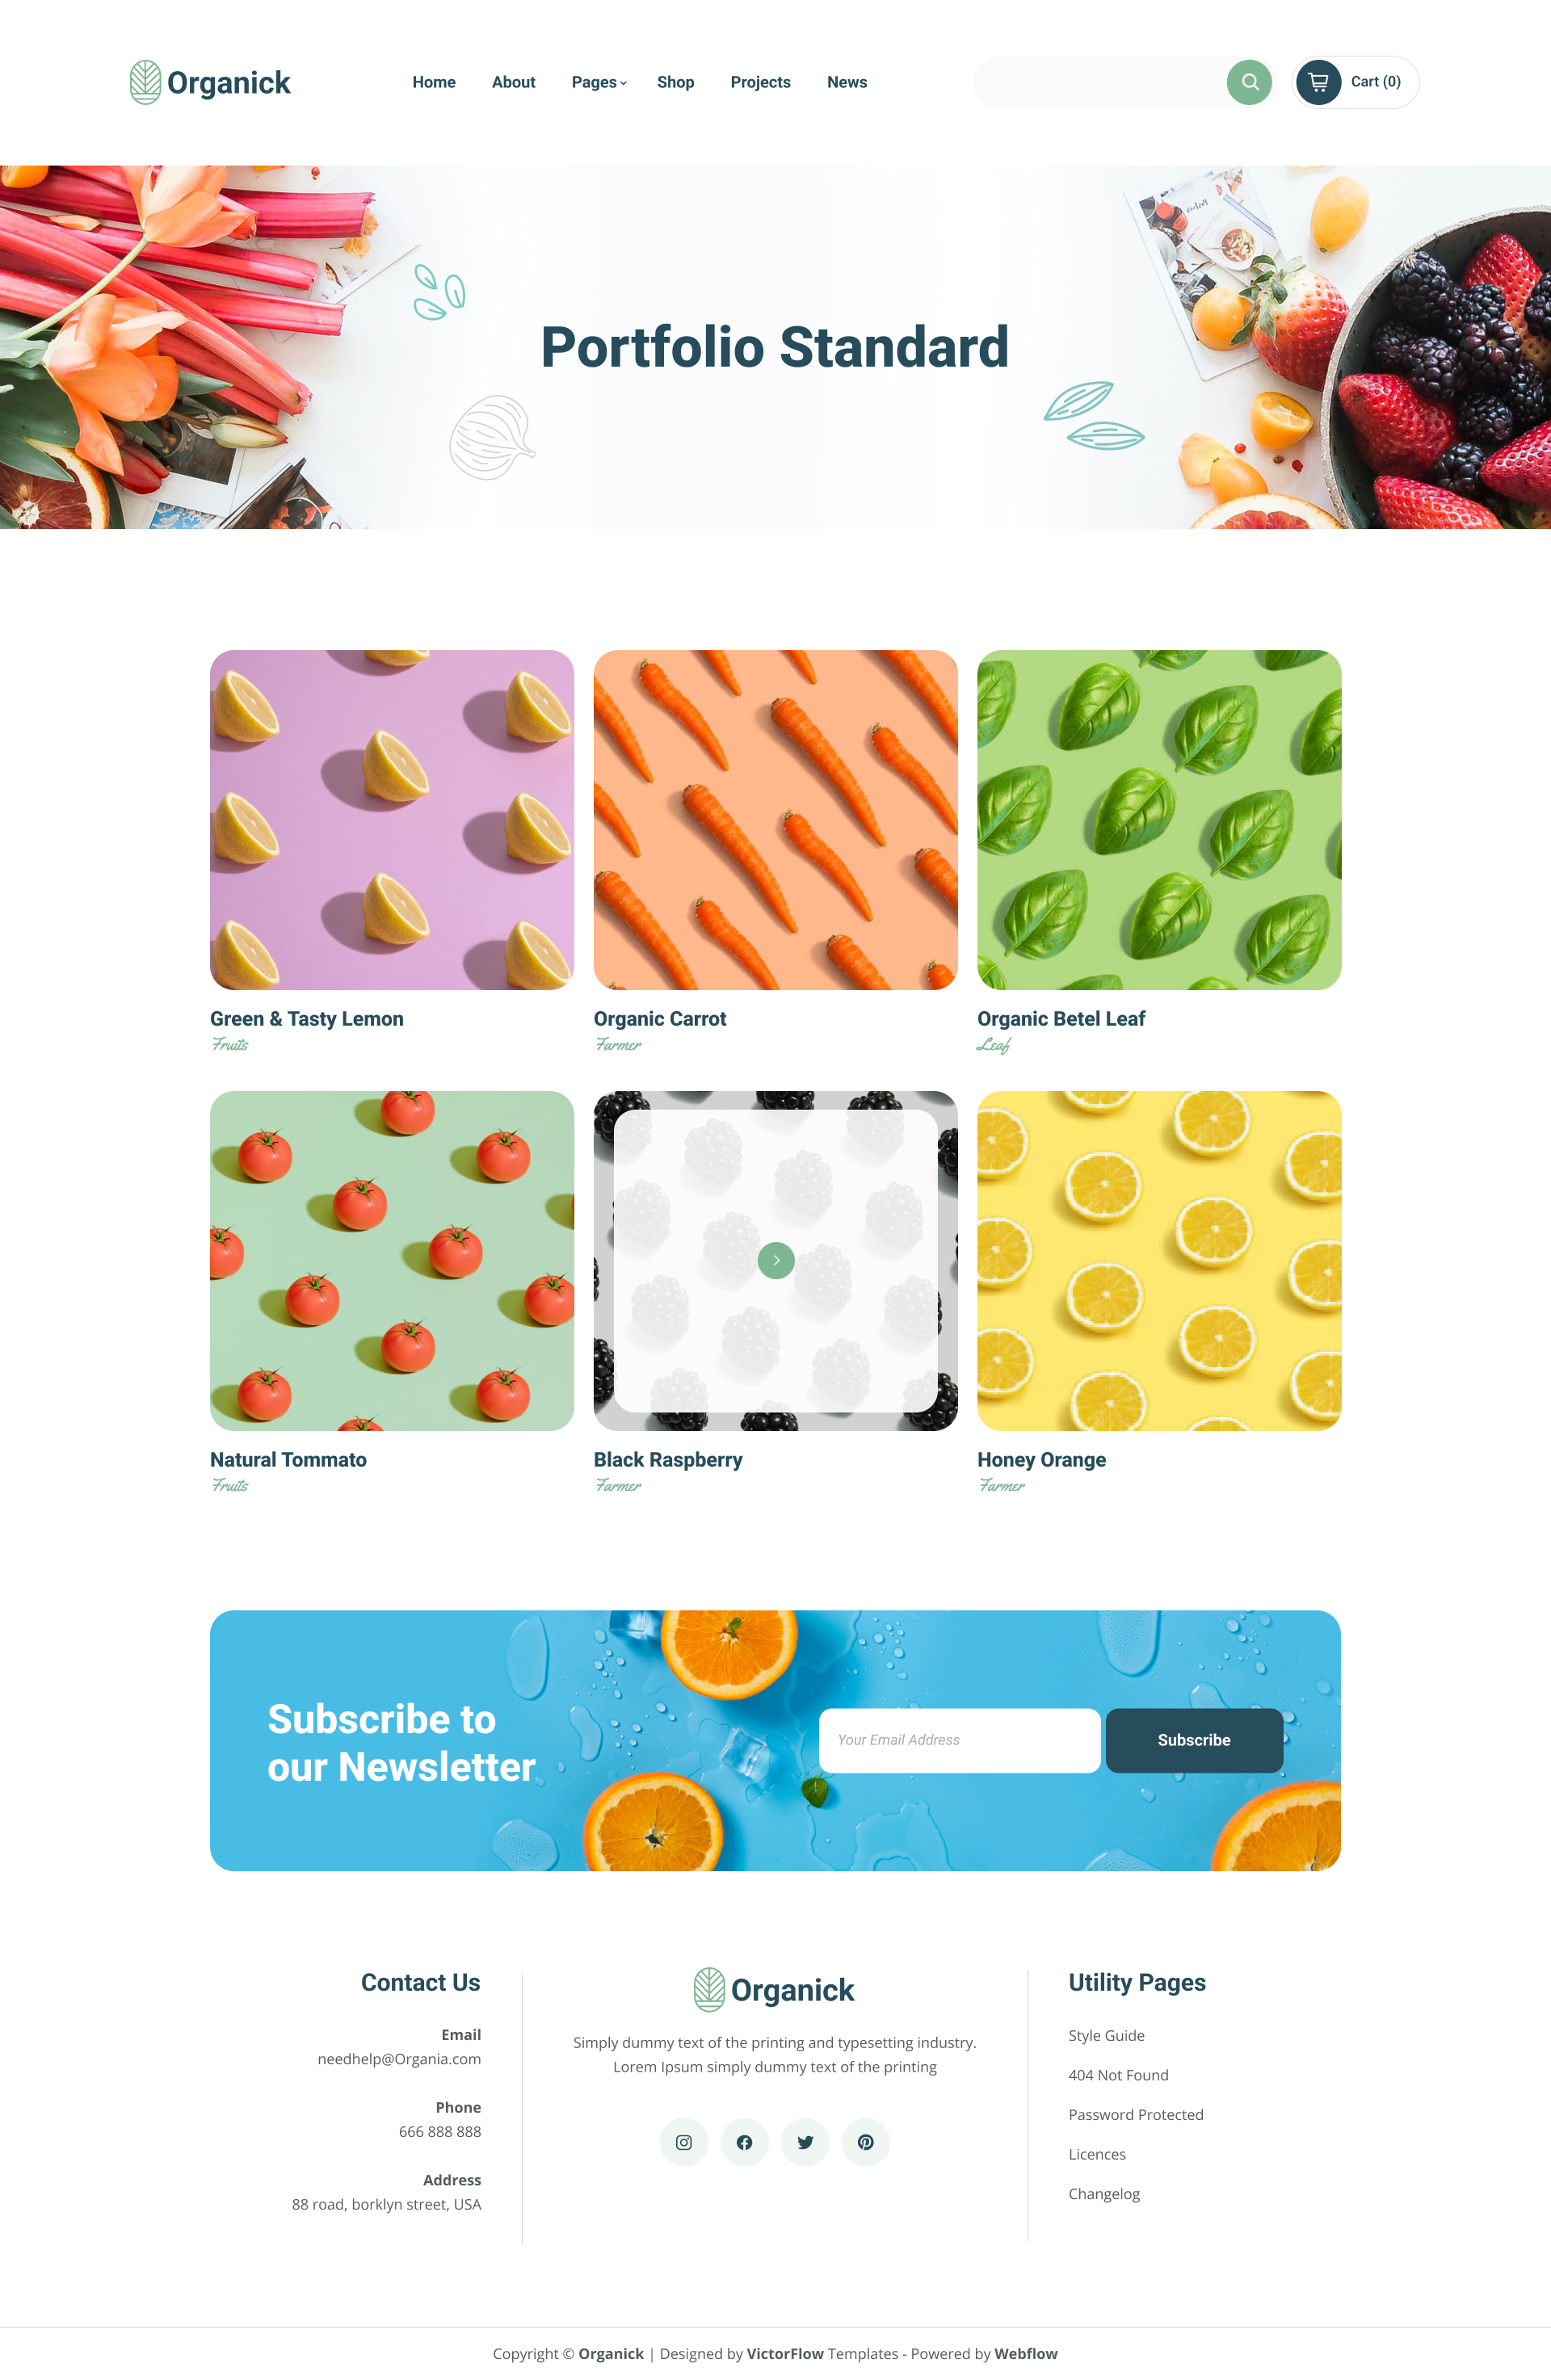 Organick
Home About Pages Shop Projects News
Cart (0)
Portfolio Standard
Green & Tasty Lemon
Fruits
Organic Carrot
Farmer
Organic Betel Leaf
Leaf
Natural Tommato
Fruits
Black Raspberry
Farmer
Honey Orange
Farmer
Subscribe to
our Newsletter
Your Email Address
Subscribe
Contact Us
Email
needhelp@Organia.com
Phone
666 888 888
Address
88 road, borklyn street, USA
Organick
Simply dummy text of the printing and typesetting industry.
Lorem Ipsum simply dummy text of the printing
Utility Pages
Style Guide
404 Not Found
Password Protected
Licences
Changelog
Copyright © Organick | Designed by VictorFlow Templates - Powered by Webflow